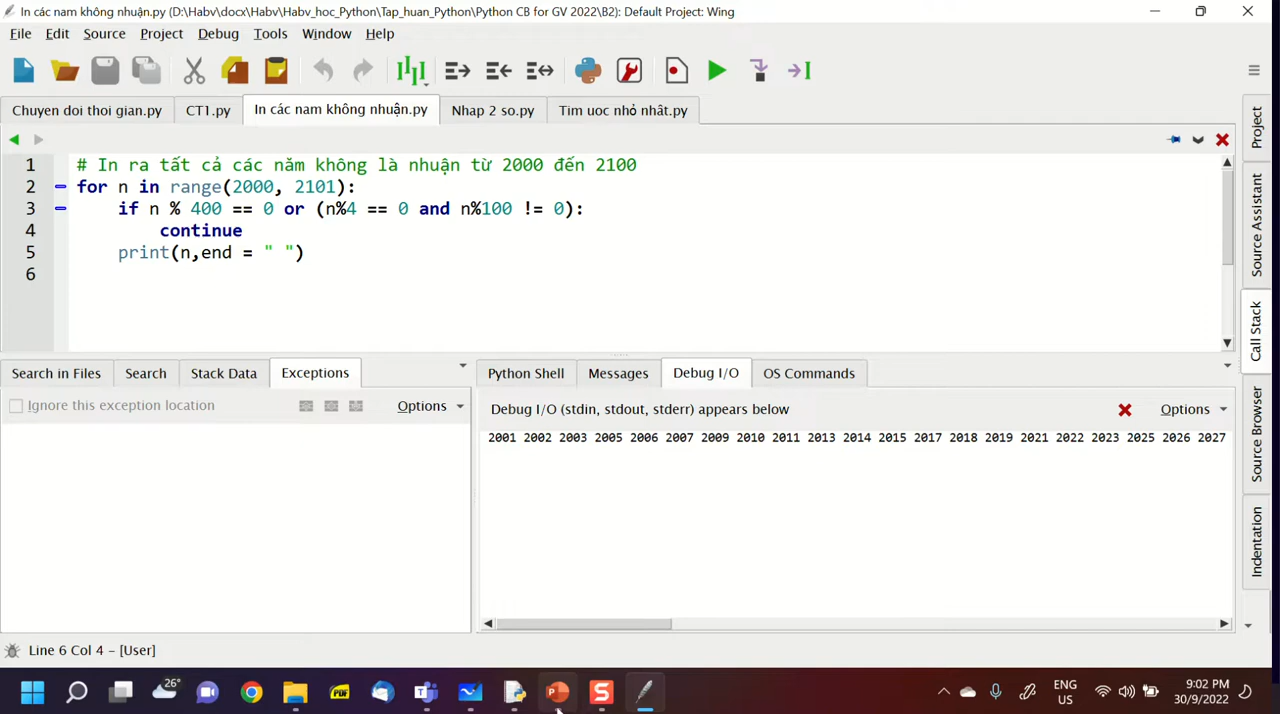 In các nam không nhuận.py (D:\Habv\docx\Habv\Habv_hoc_Python\Tap_huan_Python\Python CB for GV 2022\B2): Default Project: Wing
File Edit Source Project Debug Tools Window Help
Chuyen doi thoi gian.py CT1.py In các nam không nhuận.py Nhap 2 so.py Tim uoc nhỏ nhât.py
1 # In ra tất cả các năm không là nhuận từ 2000 đến 2100
2 for n in range(2000, 2101):
3 if n % 400 == 0 or (n%4 == 0 and n%100 != 0):
4 continue
5 print(n,end = " ")
6
Project
Source Assistant
Call Stack
Source Browser
Indentation
Search in Files Search Stack Data Exceptions
Ignore this exception location Options
Python Shell Messages Debug I/O OS Commands
Debug I/O (stdin, stdout, stderr) appears below Options
2001 2002 2003 2005 2006 2007 2009 2010 2011 2013 2014 2015 2017 2018 2019 2021 2022 2023 2025 2026 2027
Line 6 Col 4 - [User]
26°
PDF
ENG
US
9:02 PM
30/9/2022